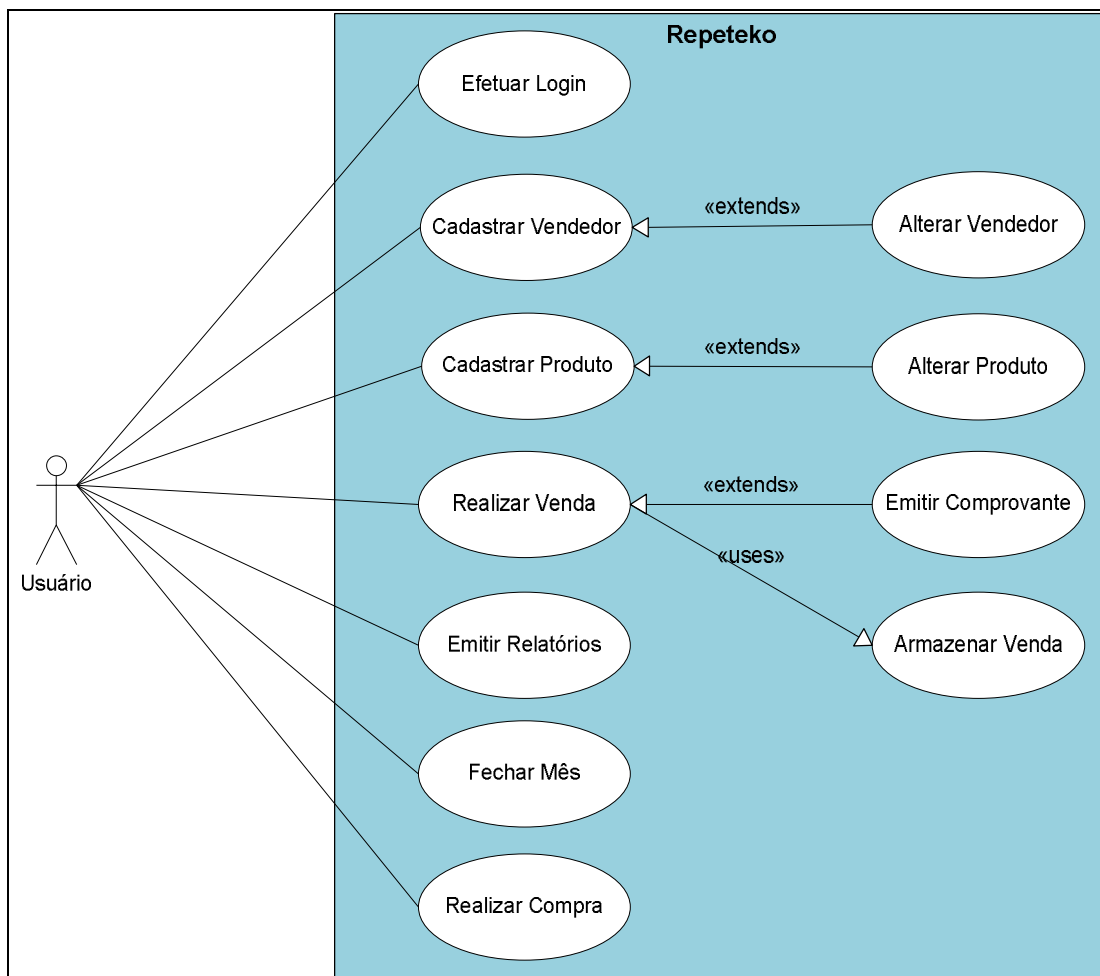 Repeteko
Efetuar Login
Cadastrar Vendedor
«extends»
Alterar Vendedor
Cadastrar Produto
«extends»
Alterar Produto
Realizar Venda
«extends»
Emitir Comprovante
«uses»
Usuário
Emitir Relatórios
Armazenar Venda
Fechar Mês
Realizar Compra